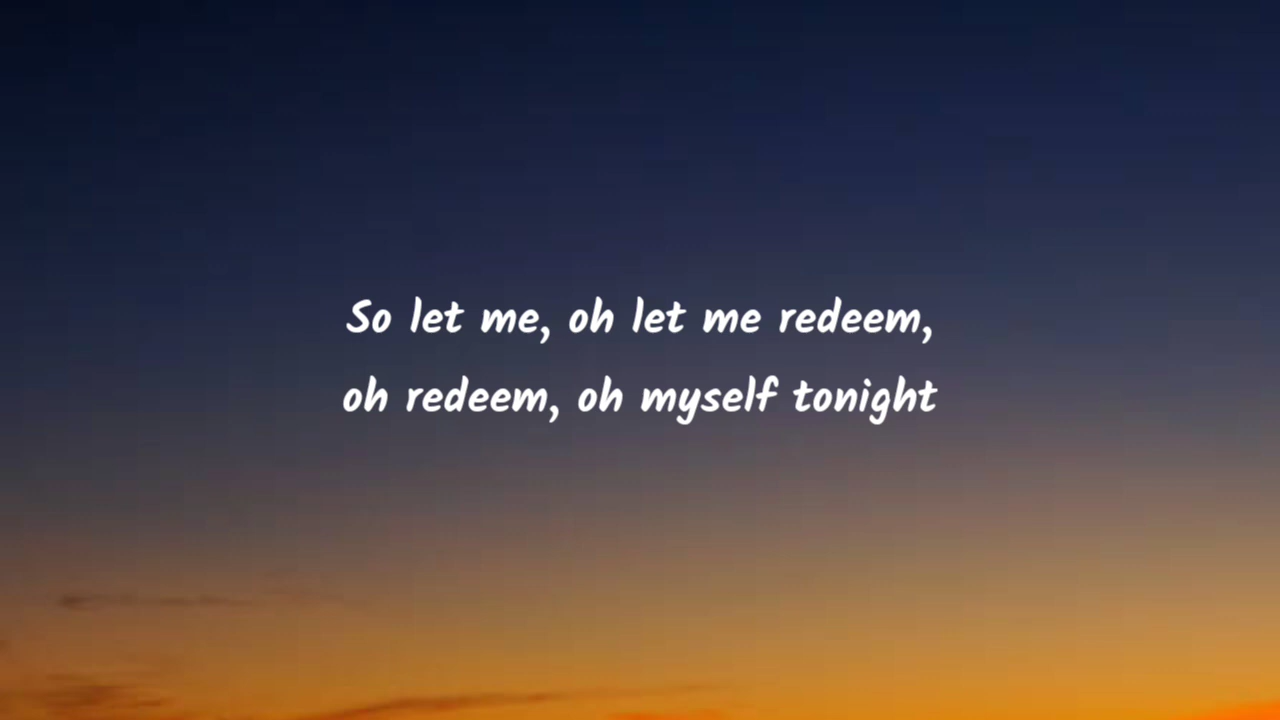 So let me, oh let me redeem,
oh redeem, oh myself tonight